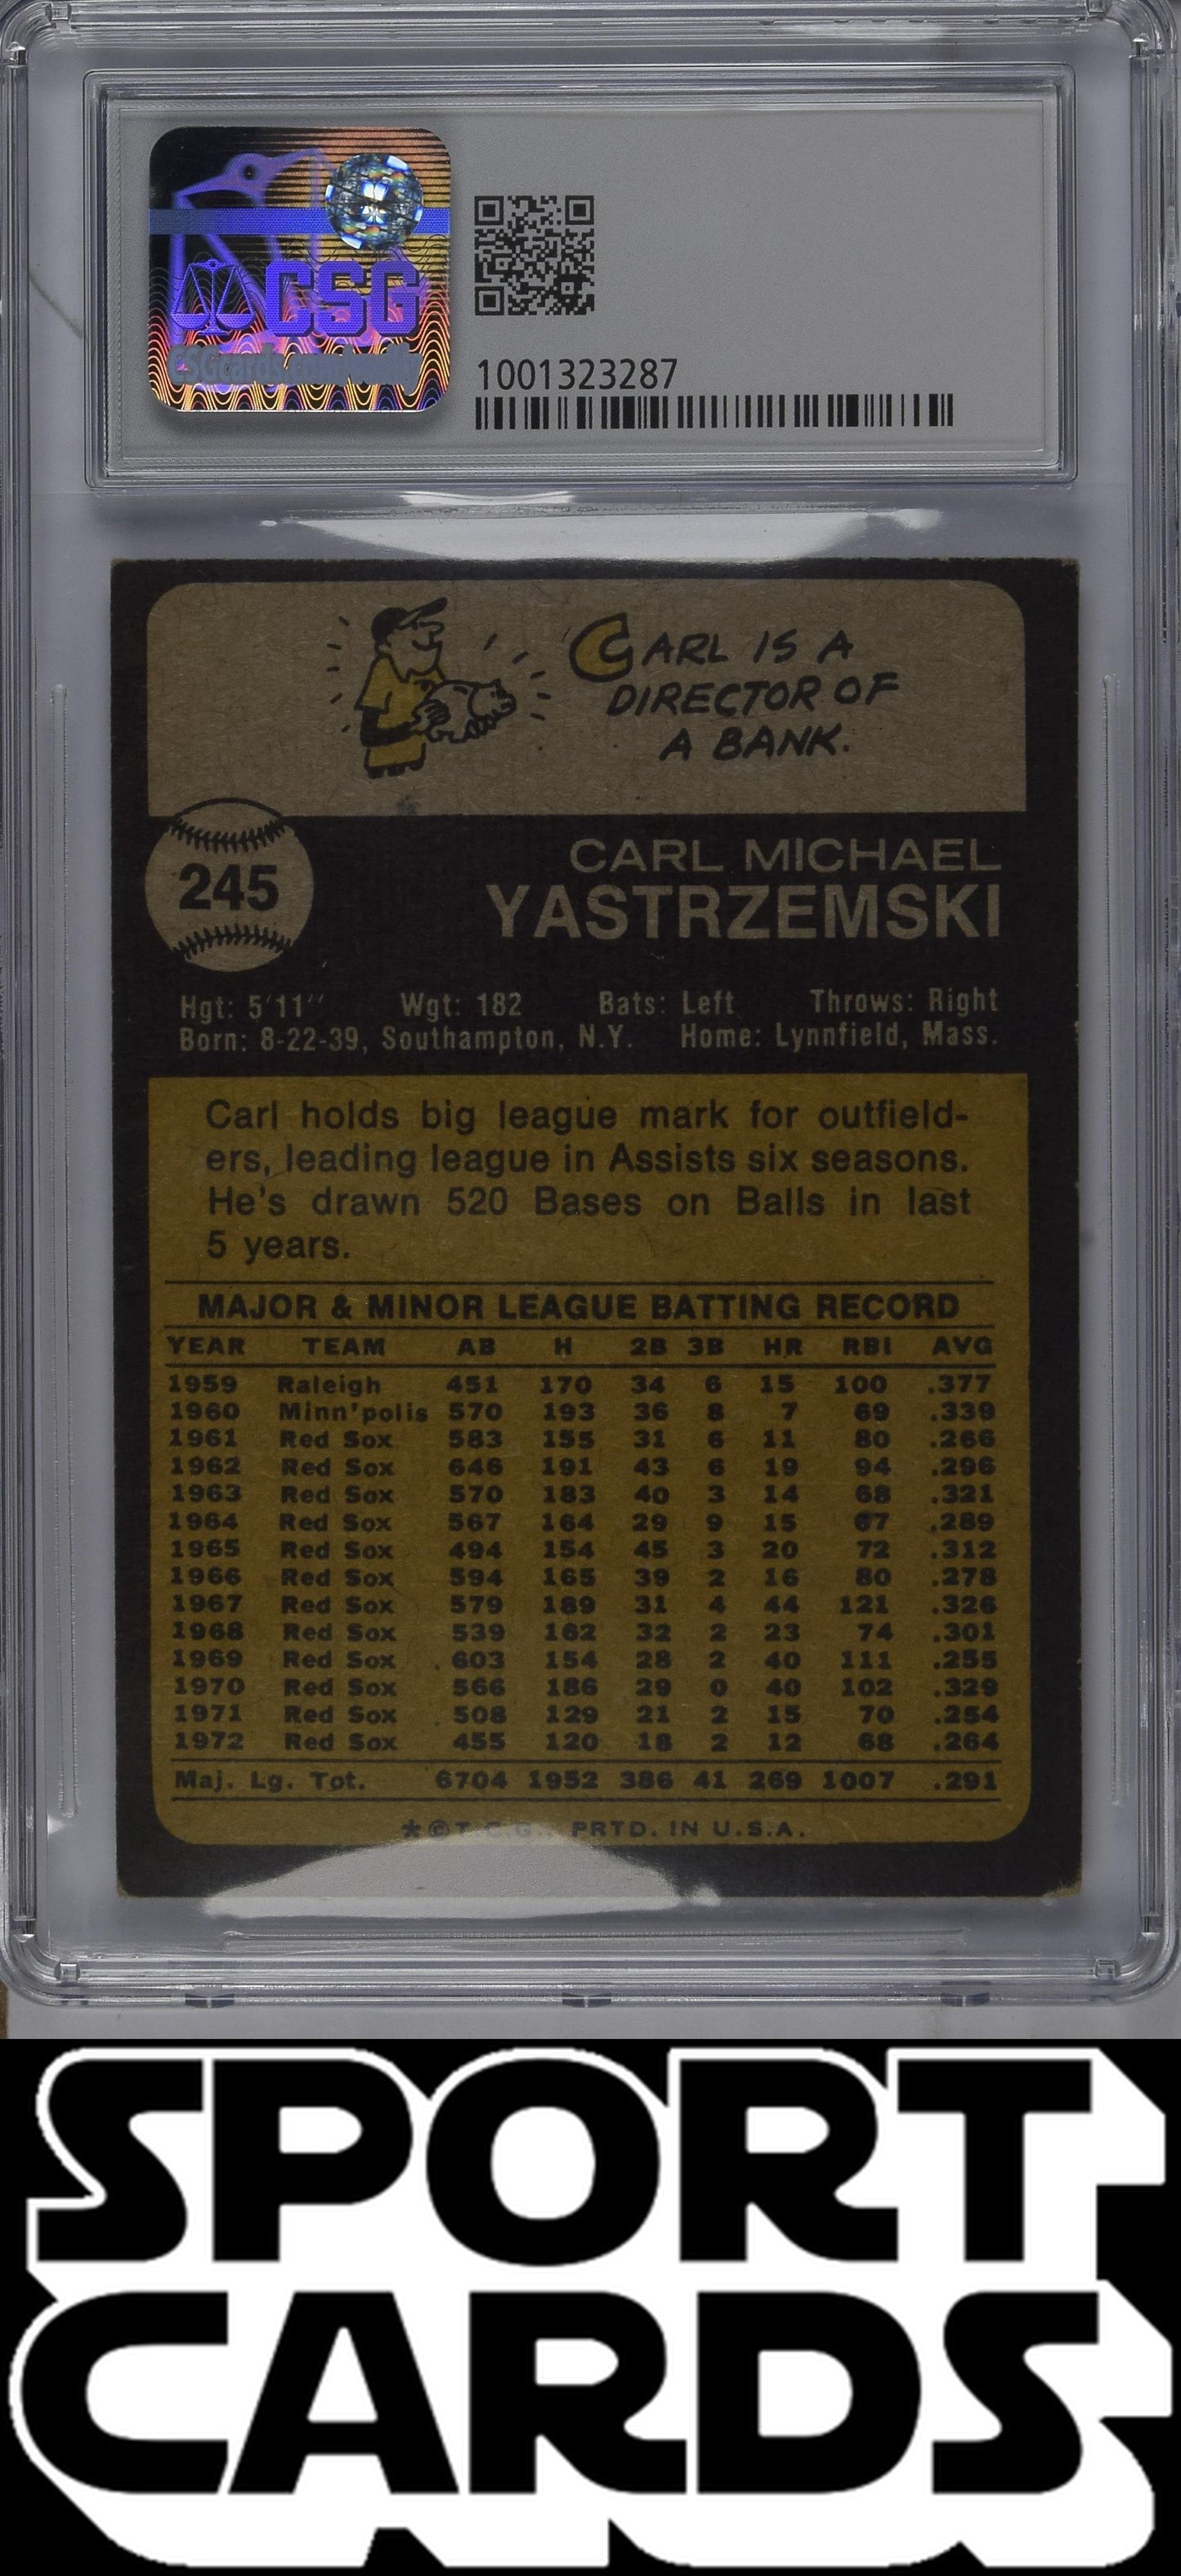 CSG
CSGcards.com/verify
1001323287
CARL IS A
DIRECTOR OF
A BANK.
245
CARL MICHAEL
YASTRZEMSKI
Hgt: 5'11" Wgt: 182 Bats: Left Throws: Right
Born: 8-22-39, Southampton, N.Y. Home: Lynnfield, Mass.
Carl holds big league mark for outfield-
ers, leading league in Assists six seasons.
He's drawn 520 Bases on Balls in last
5 years.
MAJOR & MINOR LEAGUE BATTING RECORD
YEAR TEAM AB H 2B 3B HR RBI AVG
1959 Raleigh 451 170 34 6 15 100 .377
1960 Minn'polis 570 193 36 8 7 69 .339
1961 Red Sox 583 155 31 6 11 80 .266
1962 Red Sox 646 191 43 6 19 94 .296
1963 Red Sox 570 183 40 3 14 68 .321
1964 Red Sox 567 164 29 9 15 67 .289
1965 Red Sox 494 154 45 3 20 72 .312
1966 Red Sox 594 165 39 2 16 80 .278
1967 Red Sox 579 189 31 4 44 121 .326
1968 Red Sox 539 162 32 2 23 74 .301
1969 Red Sox 603 154 28 2 40 111 .255
1970 Red Sox 566 186 29 0 40 102 .329
1971 Red Sox 508 129 21 2 15 70 .254
1972 Red Sox 455 120 18 2 12 68 .264
Maj. Lg. Tot. 6704 1952 386 41 269 1007 .291
*©T.C.G., PRTD. IN U.S.A.
SPORT
CARDS